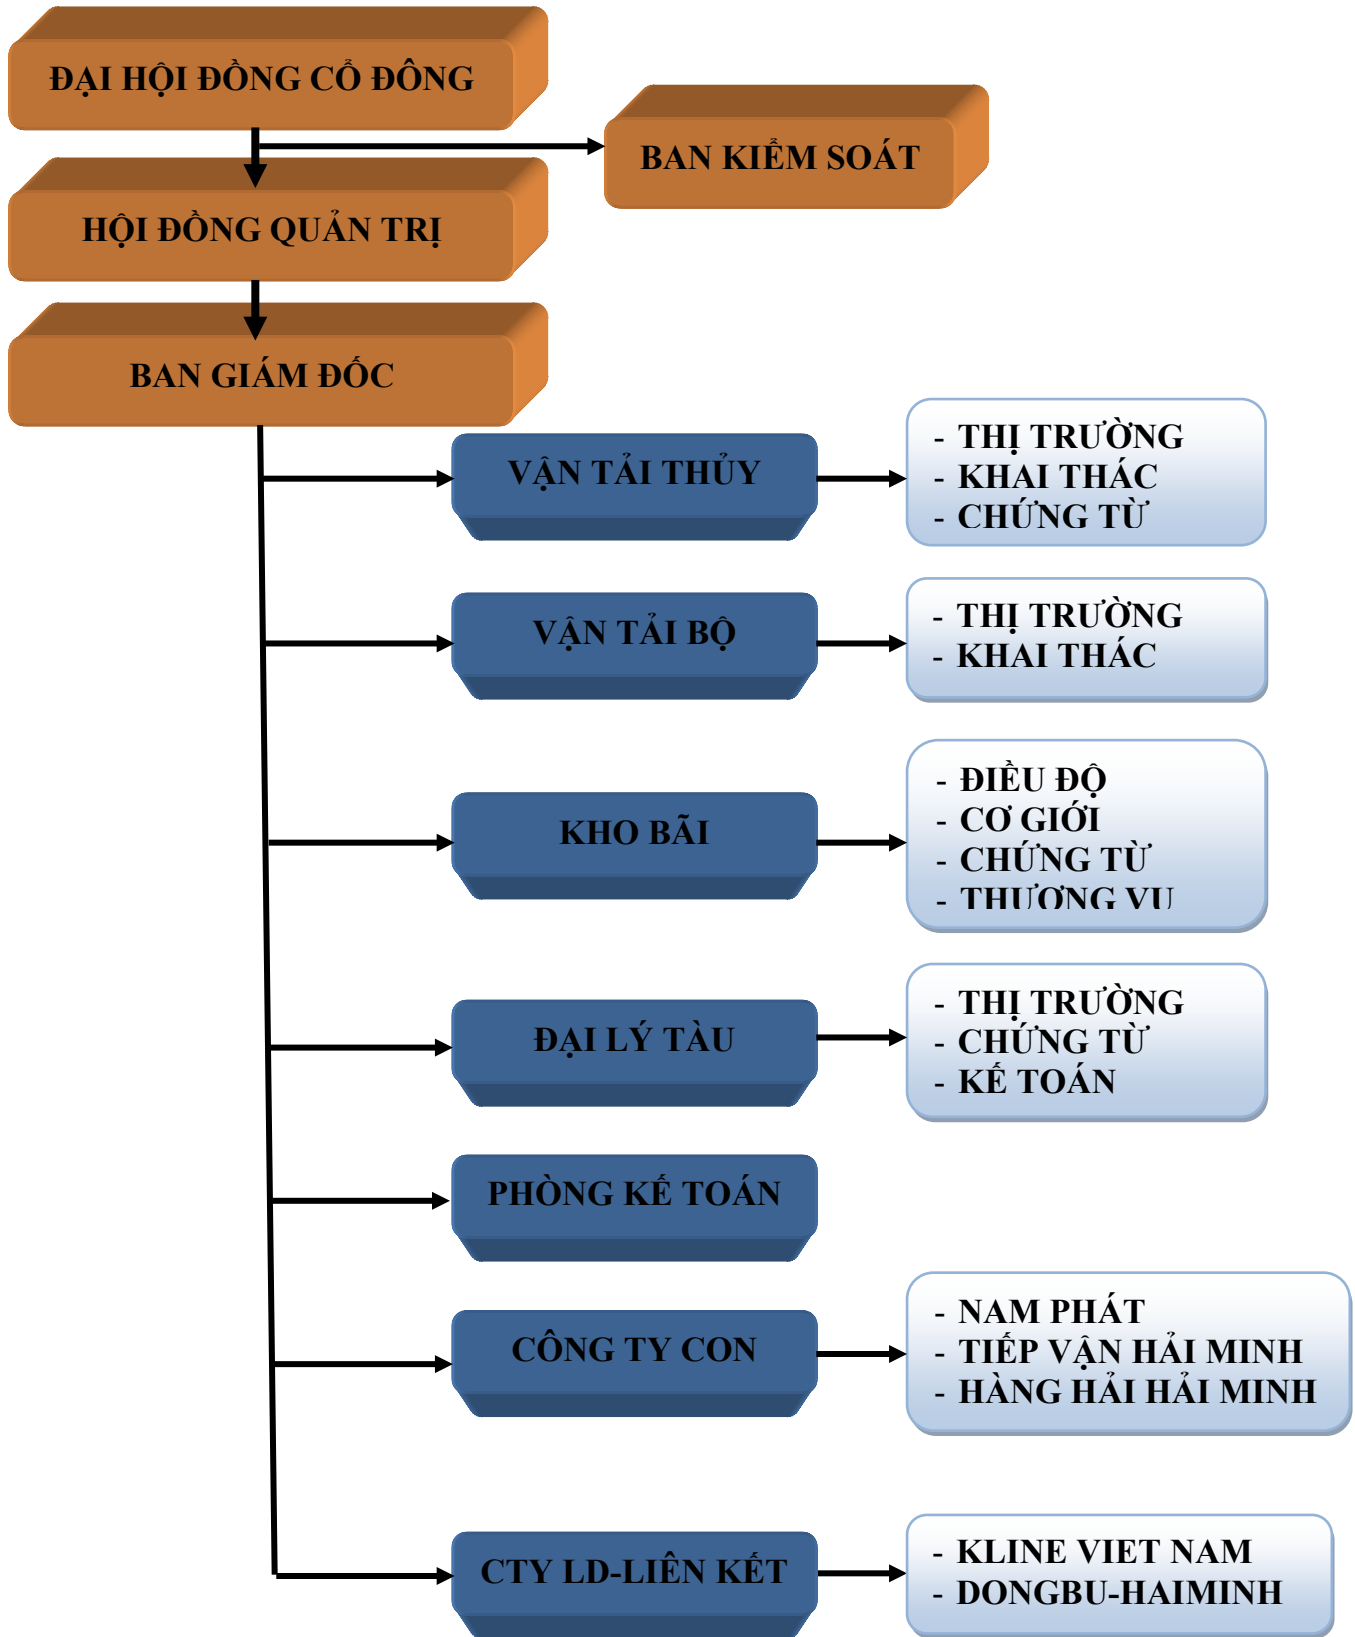 ĐẠI HỘI ĐỒNG CỔ ĐÔNG
BAN KIỂM SOÁT
HỘI ĐỒNG QUẢN TRỊ
BAN GIÁM ĐỐC
VẬN TẢI THỦY
- THỊ TRƯỜNG
- KHAI THÁC
- CHỨNG TỪ
VẬN TẢI BỘ
- THỊ TRƯỜNG
- KHAI THÁC
KHO BÃI
- ĐIỀU ĐỘ
- CƠ GIỚI
- CHỨNG TỪ
- THƯƠNG VỤ
ĐẠI LÝ TÀU
- THỊ TRƯỜNG
- CHỨNG TỪ
- KẾ TOÁN
PHÒNG KẾ TOÁN
CÔNG TY CON
- NAM PHÁT
- TIẾP VẬN HẢI MINH
- HÀNG HẢI HẢI MINH
CTY LD-LIÊN KẾT
- KLINE VIET NAM
- DONGBU-HAIMINH